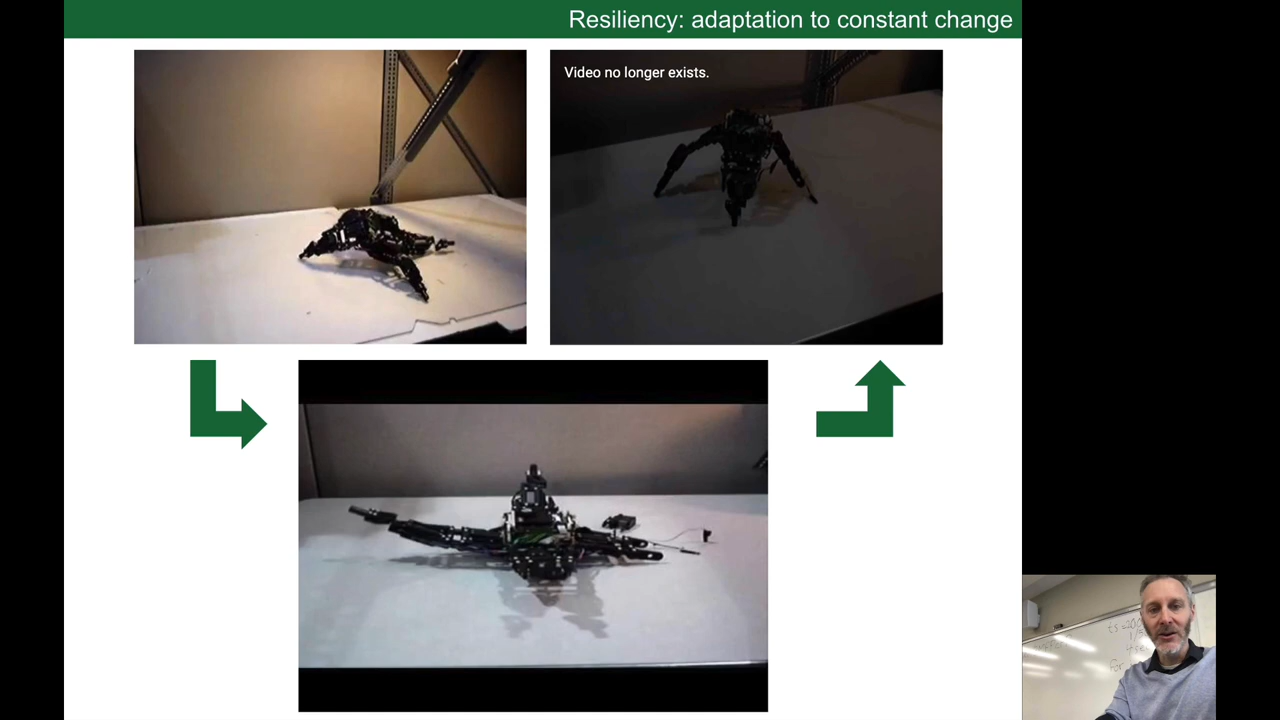 Resiliency: adaptation to constant change
Video no longer exists.